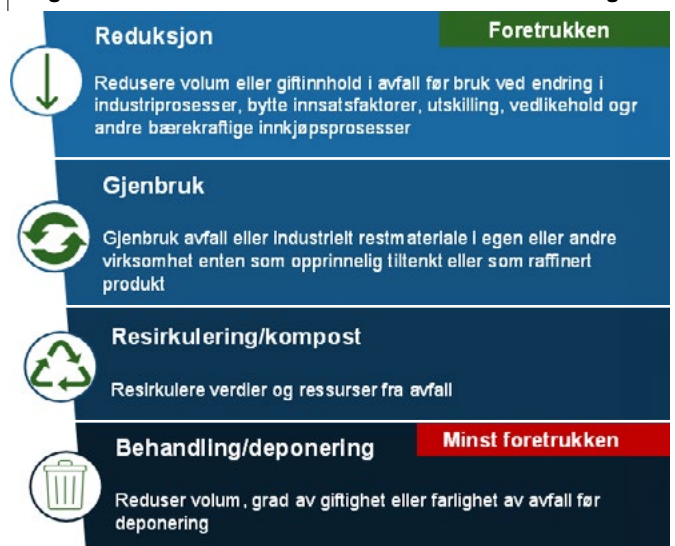 Reduksjon
Foretrukken
Redusere volum eller giftinnhold i avfall før bruk ved endring i
industriprosesser, bytte innsatsfaktorer, utskilling, vedlikehold ogr
andre bærekraftige innkjøpsprosesser
Gjenbruk
Gjenbruk avfall eller industrielt restmateriale i egen eller andre
virksomhet enten som opprinnelig tiltenkt eller som raffinert
produkt
Resirkulering/kompost
Resirkulere verdier og ressurser fra avfall
Behandling/deponering
Minst foretrukken
Reduser volum, grad av giftighet eller farlighet av avfall før
deponering